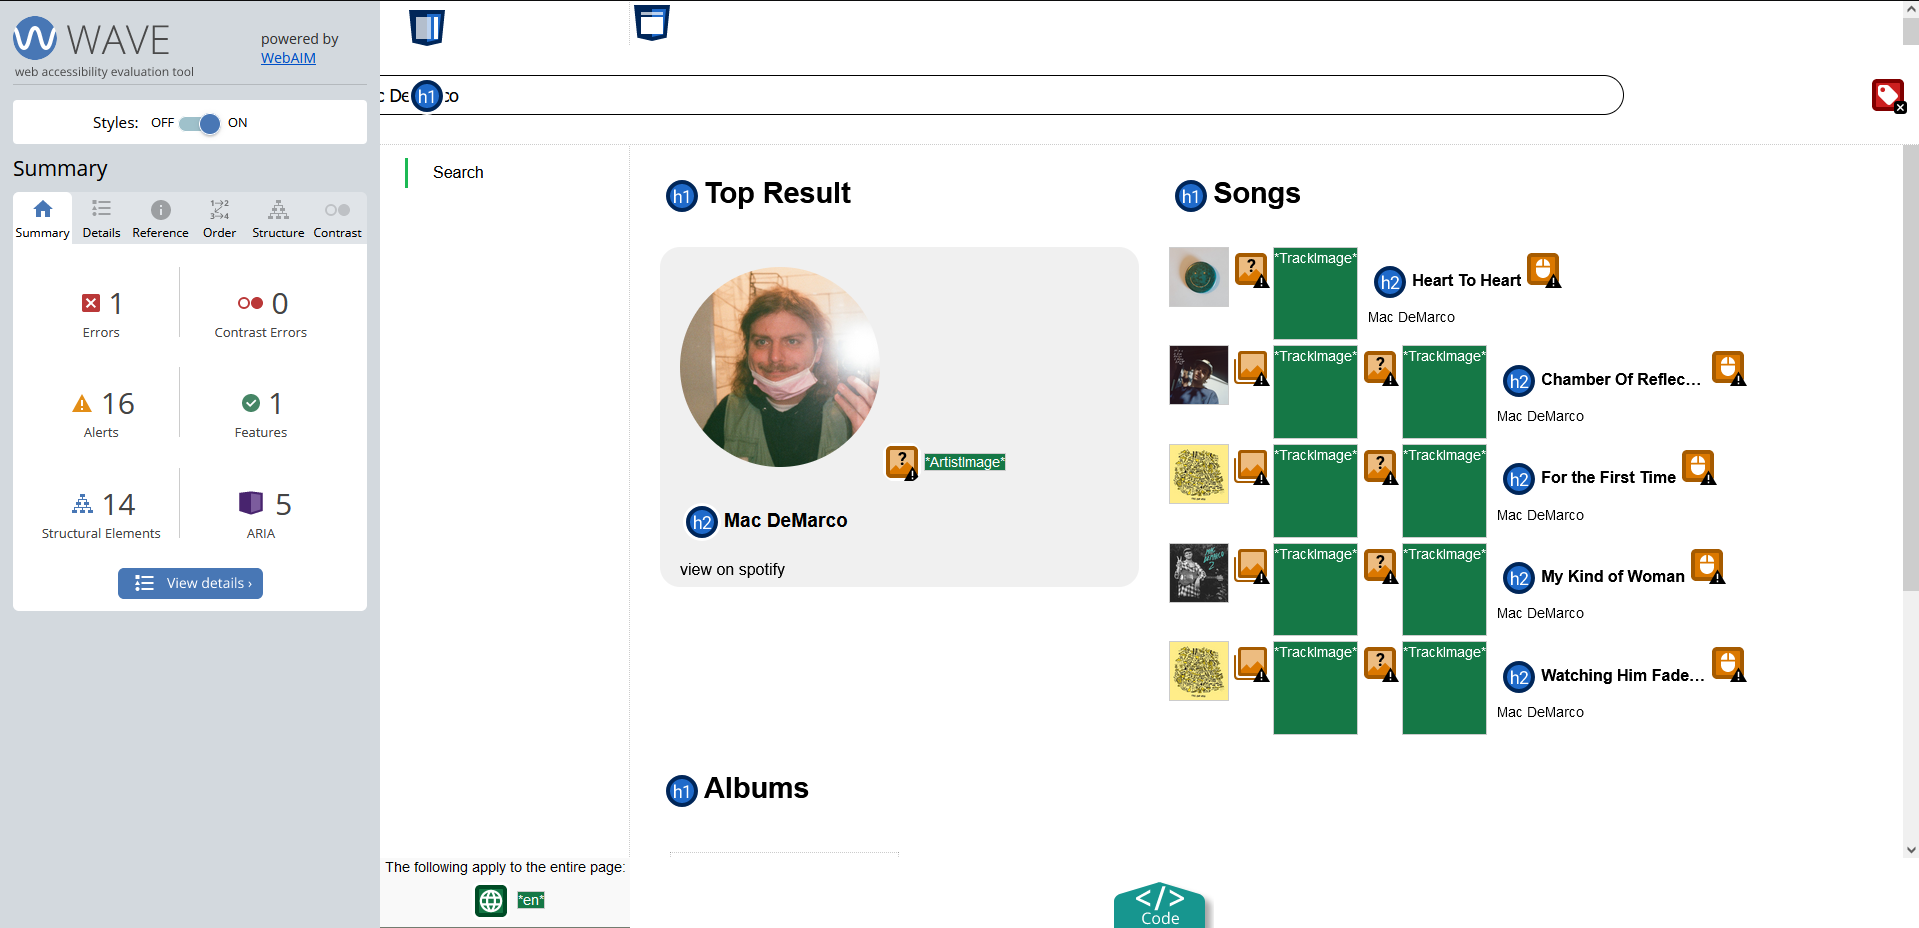 WAVE
web accessibility evaluation tool
powered by
WebAIM
Styles: OFF ON
Summary
Summary Details Reference Order Structure Contrast
1
Errors
0
Contrast Errors
16
Alerts
1
Features
14
Structural Elements
5
ARIA
View details ›
c De h1 co
Search
h1 Top Result
*ArtistImage*
h2 Mac DeMarco
view on spotify
h1 Songs
*TrackImage*
h2 Heart To Heart
Mac DeMarco
*TrackImage* *TrackImage*
h2 Chamber Of Reflec...
Mac DeMarco
*TrackImage* *TrackImage*
h2 For the First Time
Mac DeMarco
*TrackImage* *TrackImage*
h2 My Kind of Woman
Mac DeMarco
*TrackImage* *TrackImage*
h2 Watching Him Fade...
Mac DeMarco
h1 Albums
The following apply to the entire page:
*en*
</>
Code